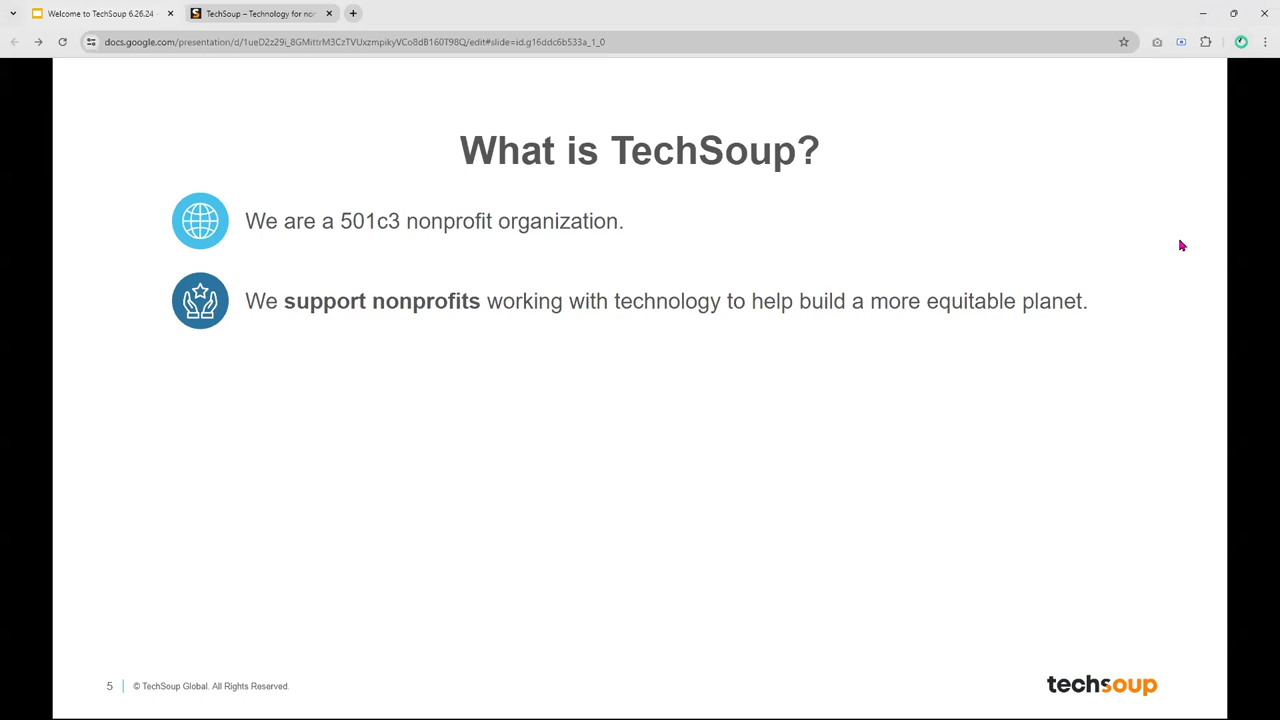 Welcome to TechSoup 6.26.24
TechSoup – Technology for nor
docs.google.com/presentation/d/1ueD2z29i_8GMittrM3CzTVUxzmpikyVCo8dB160T98Q/edit#slide=id.g16ddc6b533a_1_0
What is TechSoup?
We are a 501c3 nonprofit organization.
We support nonprofits working with technology to help build a more equitable planet.
5
© TechSoup Global. All Rights Reserved.
techsoup